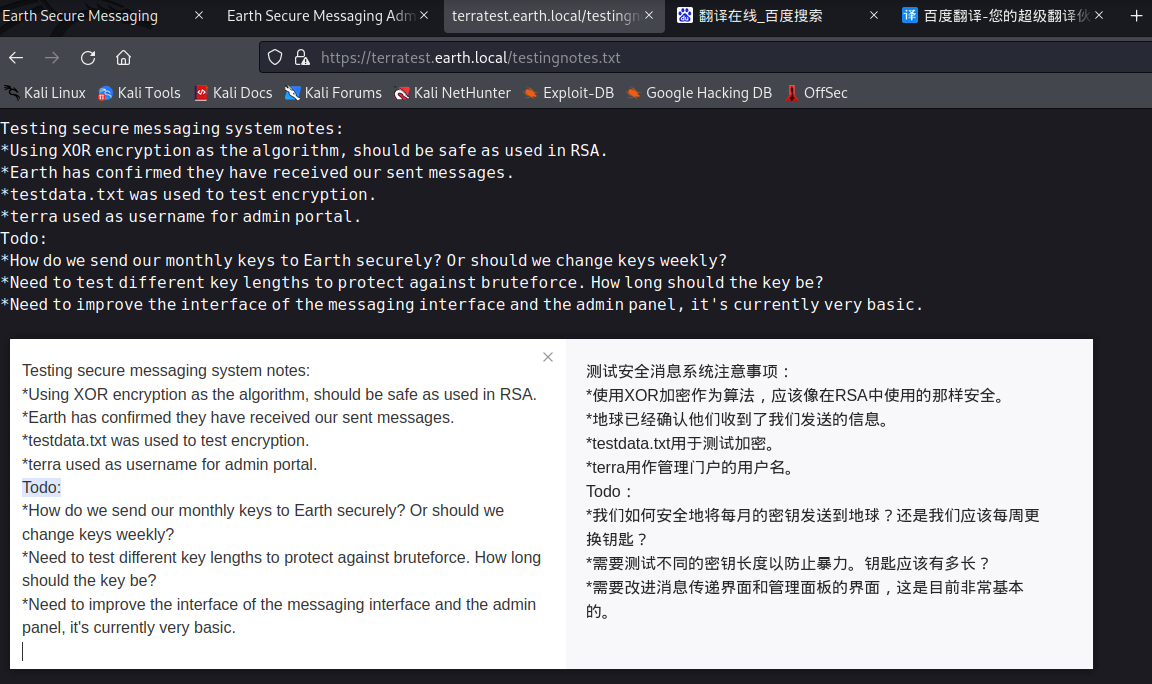 Earth Secure Messaging
Earth Secure Messaging Adm
terratest.earth.local/testingn
翻译在线_百度搜索
百度翻译-您的超级翻译伙
https://terratest.earth.local/testingnotes.txt
Kali Linux
Kali Tools
Kali Docs
Kali Forums
Kali NetHunter
Exploit-DB
Google Hacking DB
OffSec
Testing secure messaging system notes:
*Using XOR encryption as the algorithm, should be safe as used in RSA.
*Earth has confirmed they have received our sent messages.
*testdata.txt was used to test encryption.
*terra used as username for admin portal.
Todo:
*How do we send our monthly keys to Earth securely? Or should we change keys weekly?
*Need to test different key lengths to protect against bruteforce. How long should the key be?
*Need to improve the interface of the messaging interface and the admin panel, it's currently very basic.
Testing secure messaging system notes:
*Using XOR encryption as the algorithm, should be safe as used in RSA.
*Earth has confirmed they have received our sent messages.
*testdata.txt was used to test encryption.
*terra used as username for admin portal.
Todo:
*How do we send our monthly keys to Earth securely? Or should we
change keys weekly?
*Need to test different key lengths to protect against bruteforce. How long
should the key be?
*Need to improve the interface of the messaging interface and the admin
panel, it's currently very basic.
测试安全消息系统注意事项：
*使用XOR加密作为算法，应该像在RSA中使用的那样安全。
*地球已经确认他们收到了我们发送的信息。
*testdata.txt用于测试加密。
*terra用作管理门户的用户名。
Todo：
*我们如何安全地将每月的密钥发送到地球？还是我们应该每周更
换钥匙？
*需要测试不同的密钥长度以防止暴力。钥匙应该有多长？
*需要改进消息传递界面和管理面板的界面，这是目前非常基本
的。